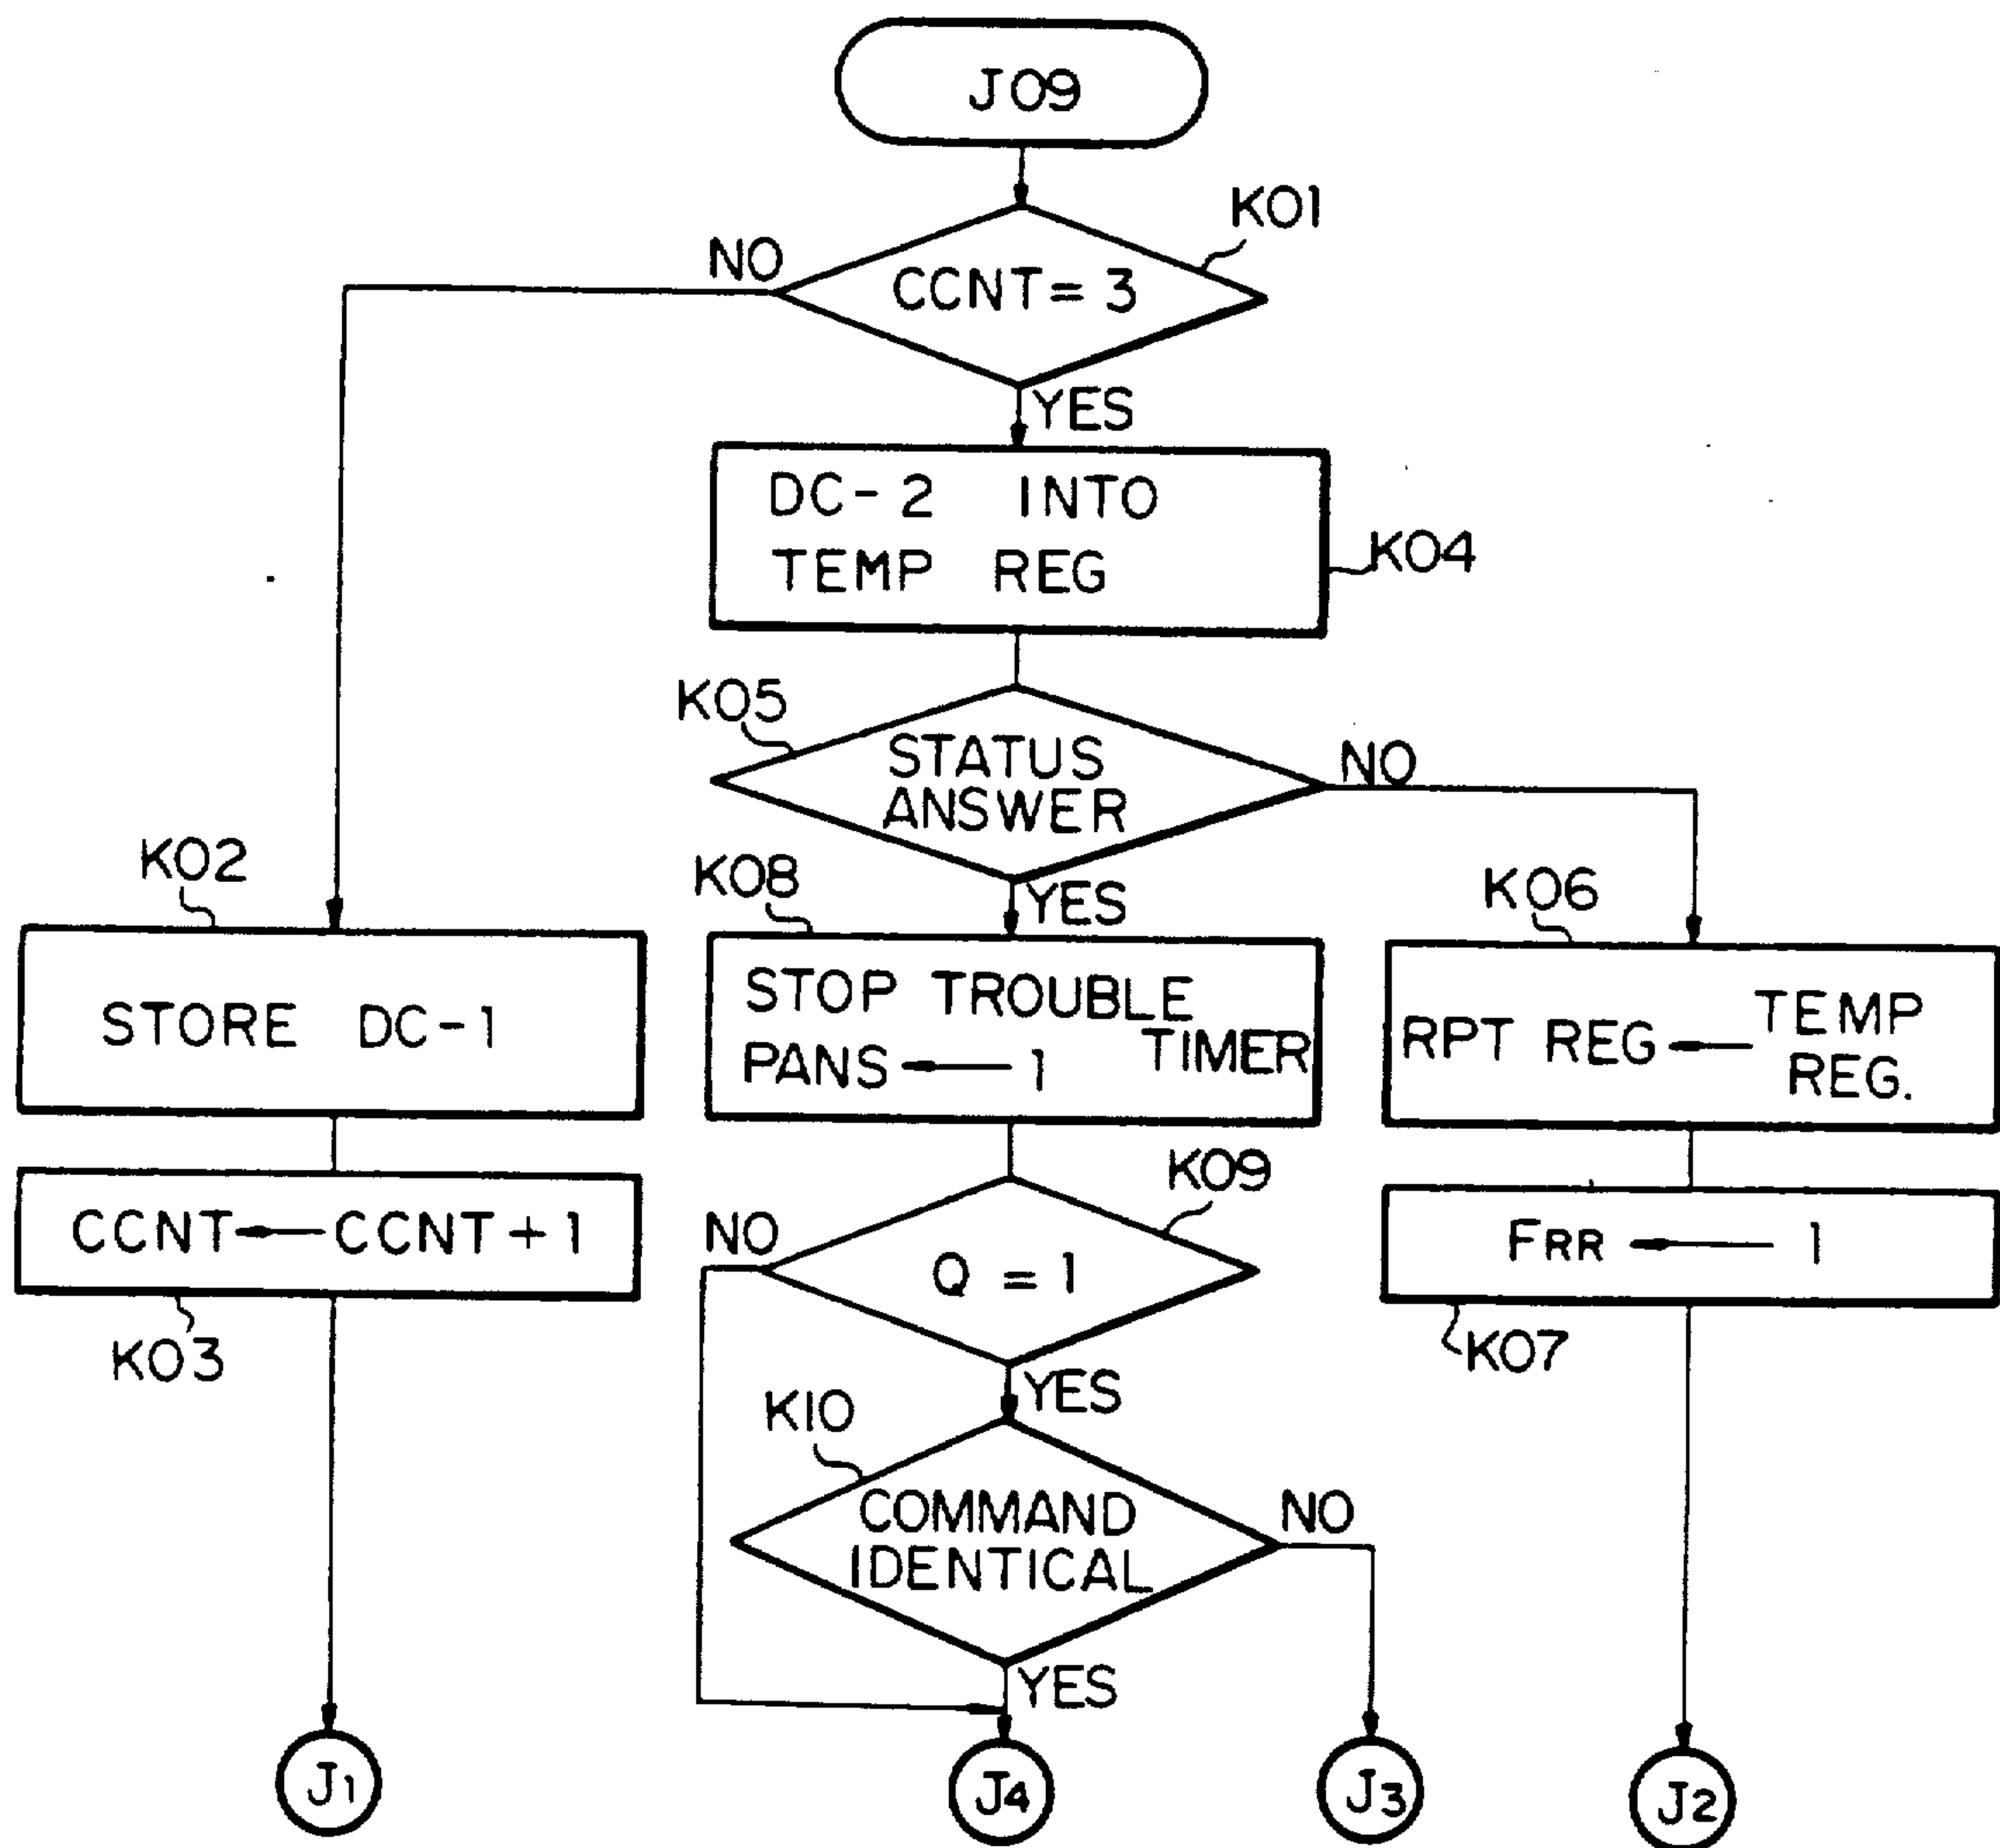 J09
K01
NO
CCNT = 3
YES
DC-2 INTO
TEMP REG
K04
K05
STATUS
ANSWER
NO
K02
K08
YES
K06
STORE DC-1
STOP TROUBLE
TIMER
PANS ← 1
RPT REG ← TEMP
REG.
CCNT ← CCNT + 1
K03
K09
NO
Q = 1
FRR ← 1
K07
YES
K10
COMMAND
IDENTICAL
NO
YES
J1
J4
J3
J2